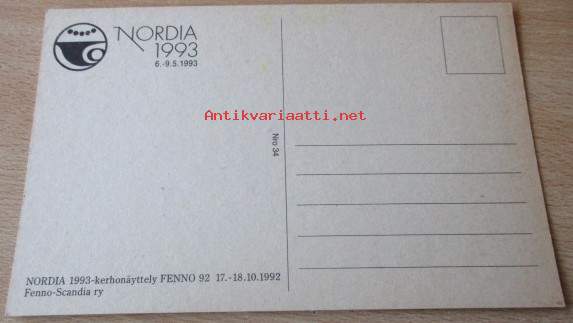 NORDIA
1993
6.-9.5.1993
Antikvariaatti.net
Nro 34
NORDIA 1993-kerhonäyttely FENNO 92 17.-18.10.1992
Fenno-Scandia ry